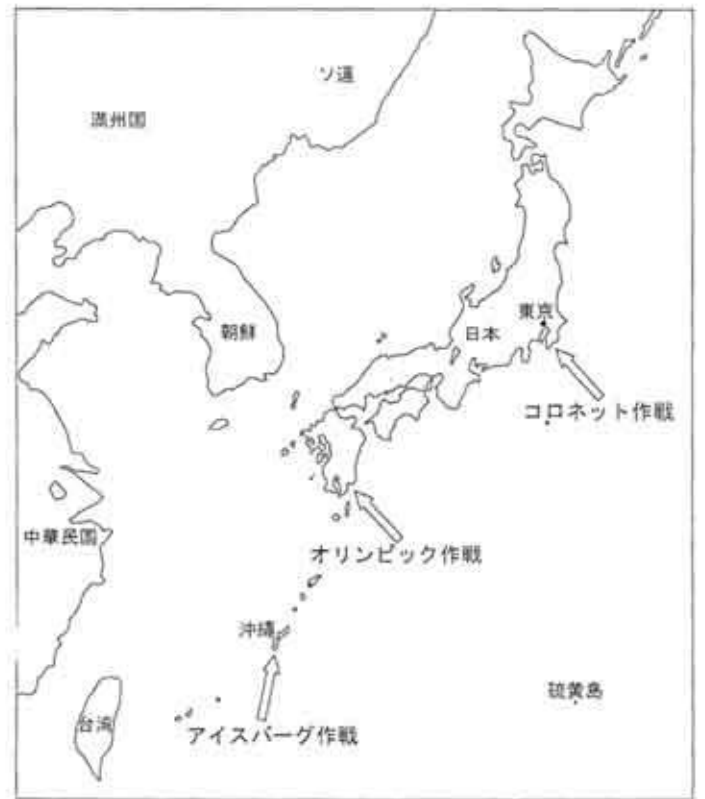 ソ連
満州国
東京
日本
朝鮮
コロネット作戦
中華民国
オリンピック作戦
沖縄
硫黄島
台湾
アイスバーグ作戦